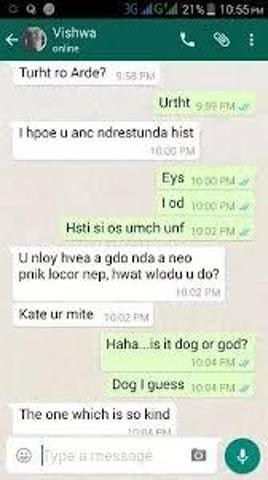 3G 21% 10:55PM
Vishwa
online
Turht ro Arde? 9:58 PM
Urtht 9:59 PM
I hpoe u anc ndrestunda hist
10:00 PM
Eys 10:00 PM
I od 10:00 PM
Hsti si os umch unf 10:02 PM
U nloy hvea a gdo nda a neo
pnik locor nep, hwat wlodu u do?
10:02 PM
Kate ur mite 10:02 PM
Haha...is it dog or god?
10:04 PM
Dog I guess 10:04 PM
The one which is so kind
10:04 PM
Type a message